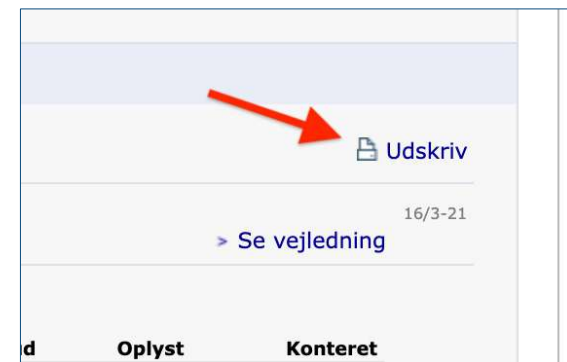 Udskriv
16/3-21
> Se vejledning
Oplyst Konteret